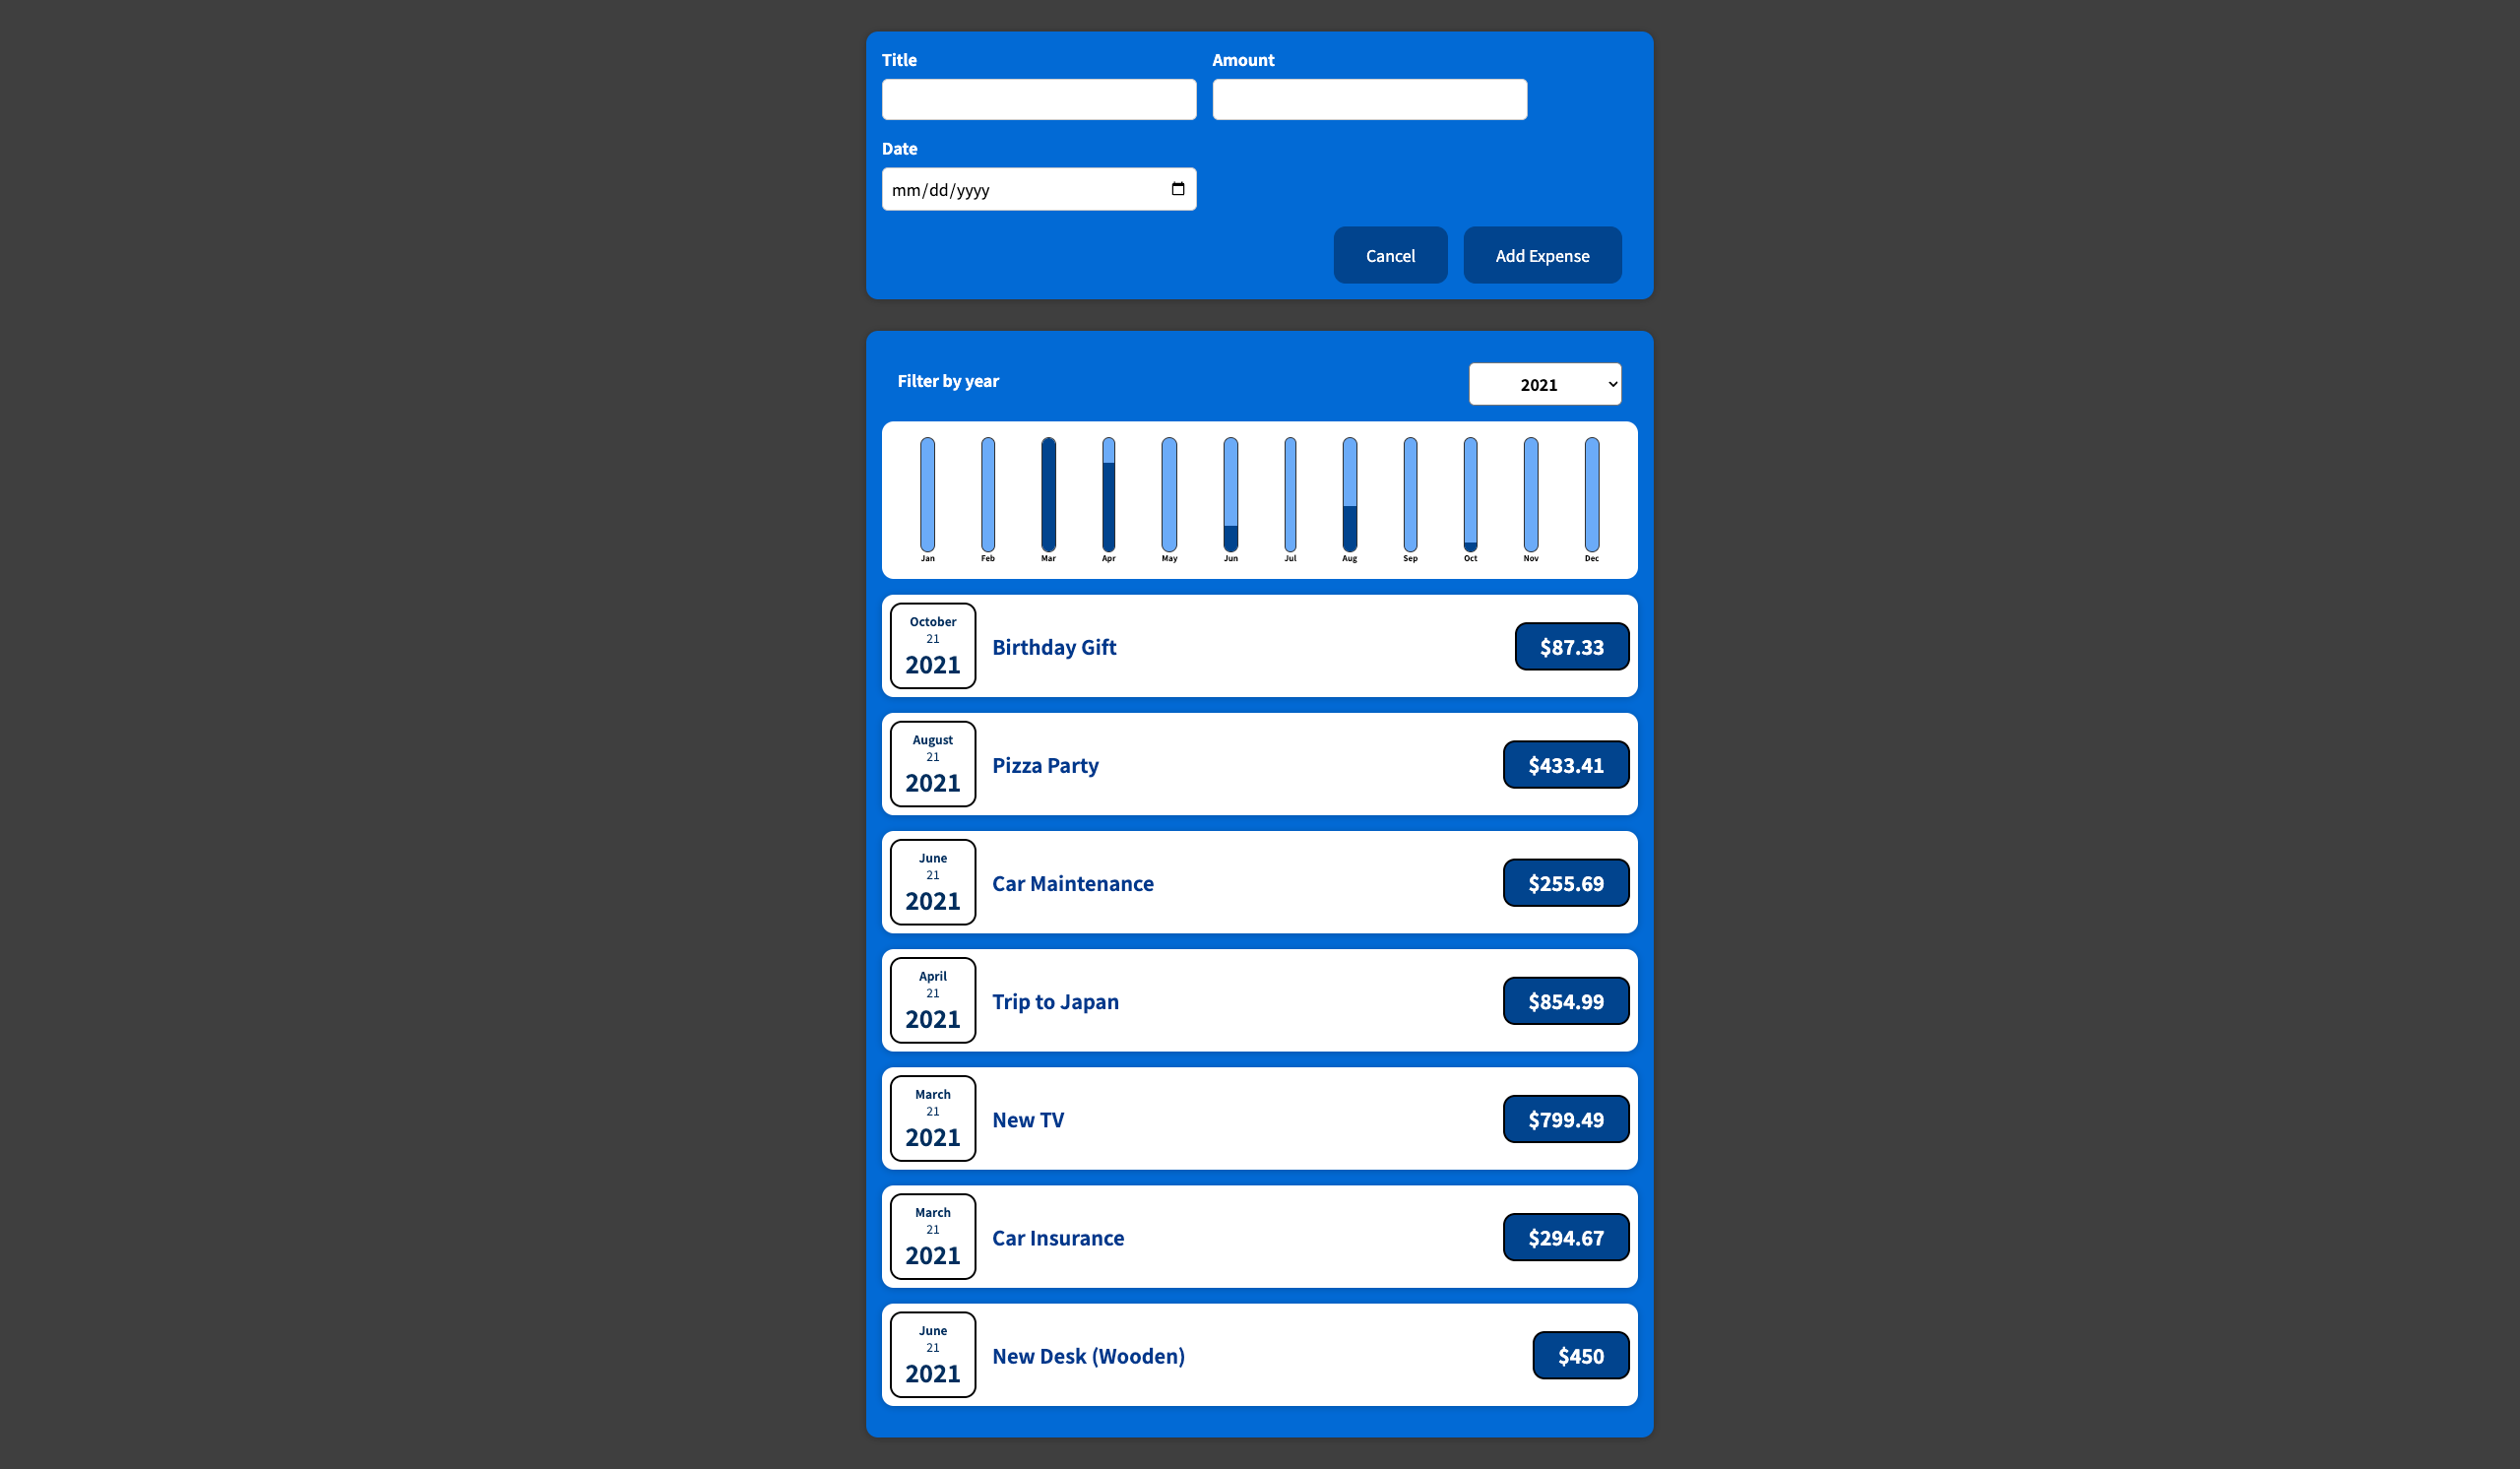 Title Amount
Date
mm/dd/yyyy
Cancel Add Expense
Filter by year 2021
Jan Feb Mar Apr May Jun Jul Aug Sep Oct Nov Dec
October
21
2021
Birthday Gift
$87.33
August
21
2021
Pizza Party
$433.41
June
21
2021
Car Maintenance
$255.69
April
21
2021
Trip to Japan
$854.99
March
21
2021
New TV
$799.49
March
21
2021
Car Insurance
$294.67
June
21
2021
New Desk (Wooden)
$450